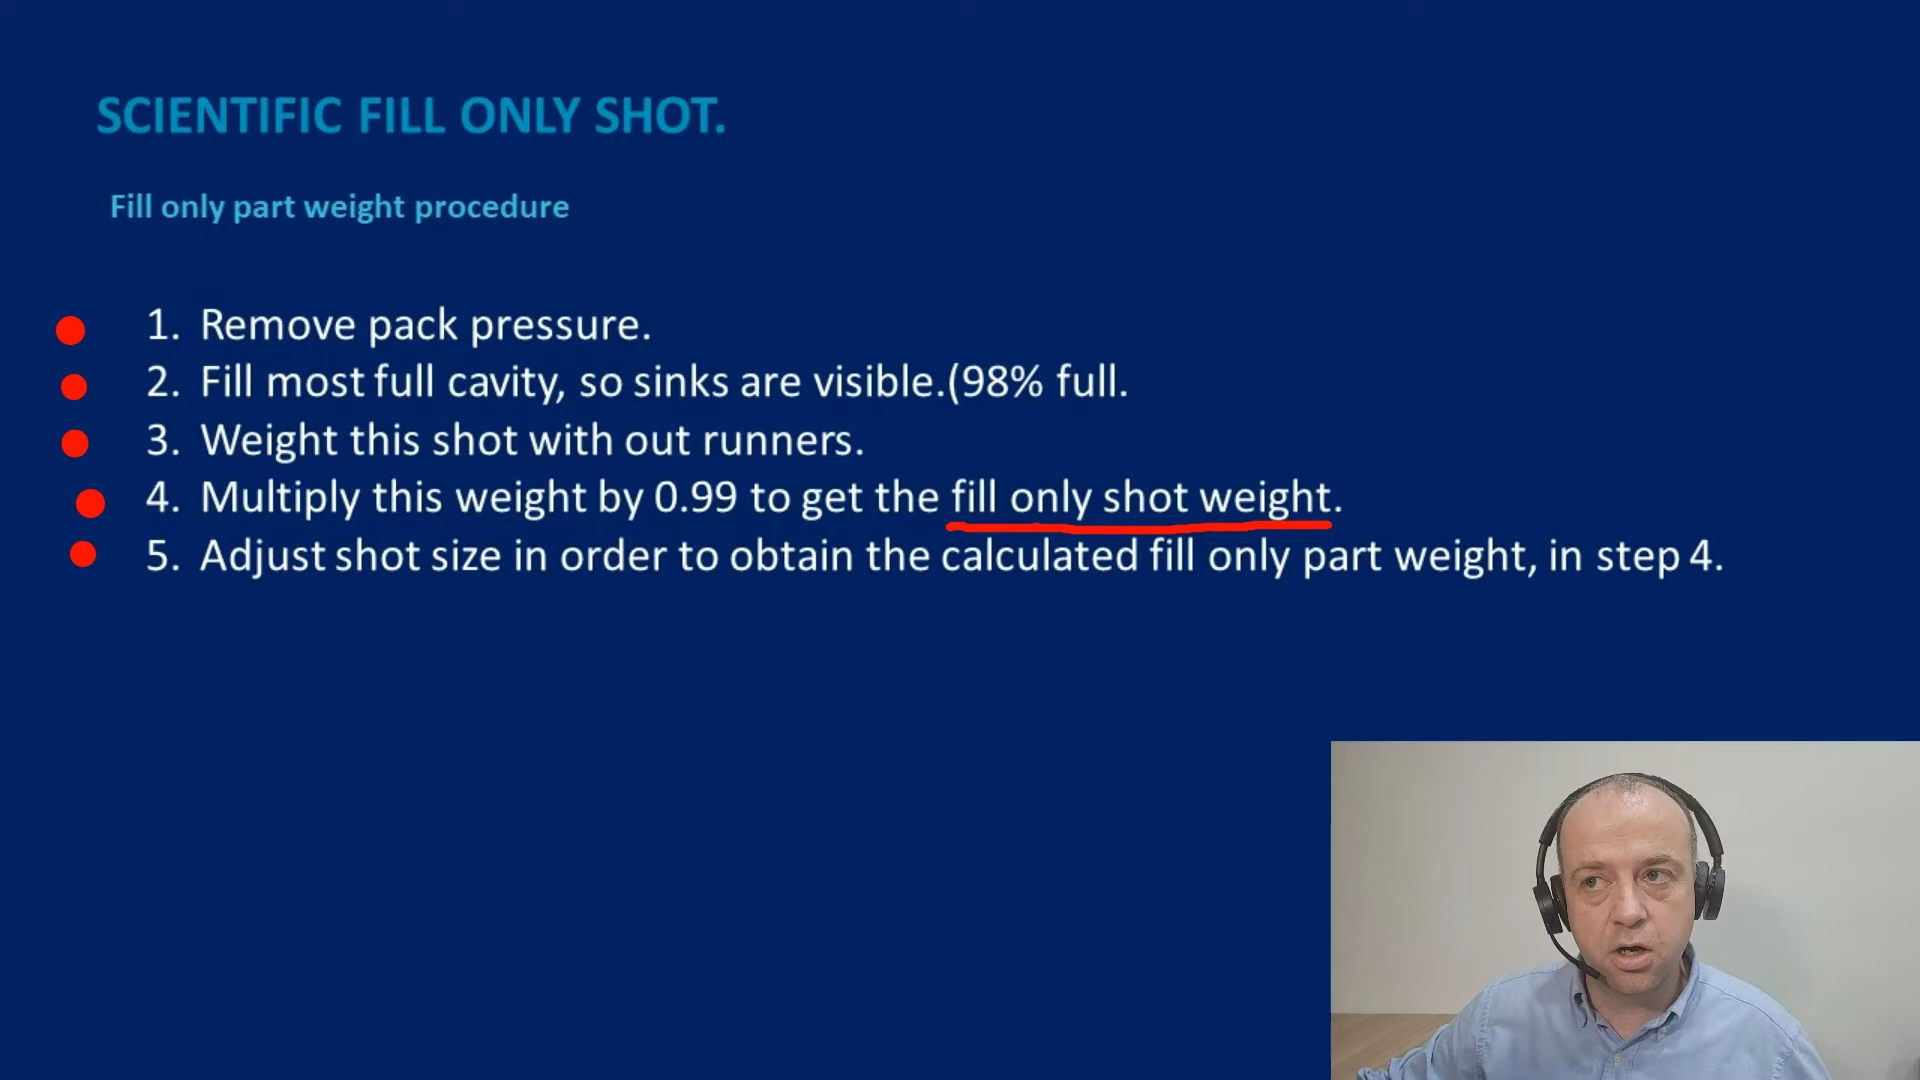 SCIENTIFIC FILL ONLY SHOT.
Fill only part weight procedure
1. Remove pack pressure.
2. Fill most full cavity, so sinks are visible.(98% full.
3. Weight this shot with out runners.
4. Multiply this weight by 0.99 to get the fill only shot weight.
5. Adjust shot size in order to obtain the calculated fill only part weight, in step 4.